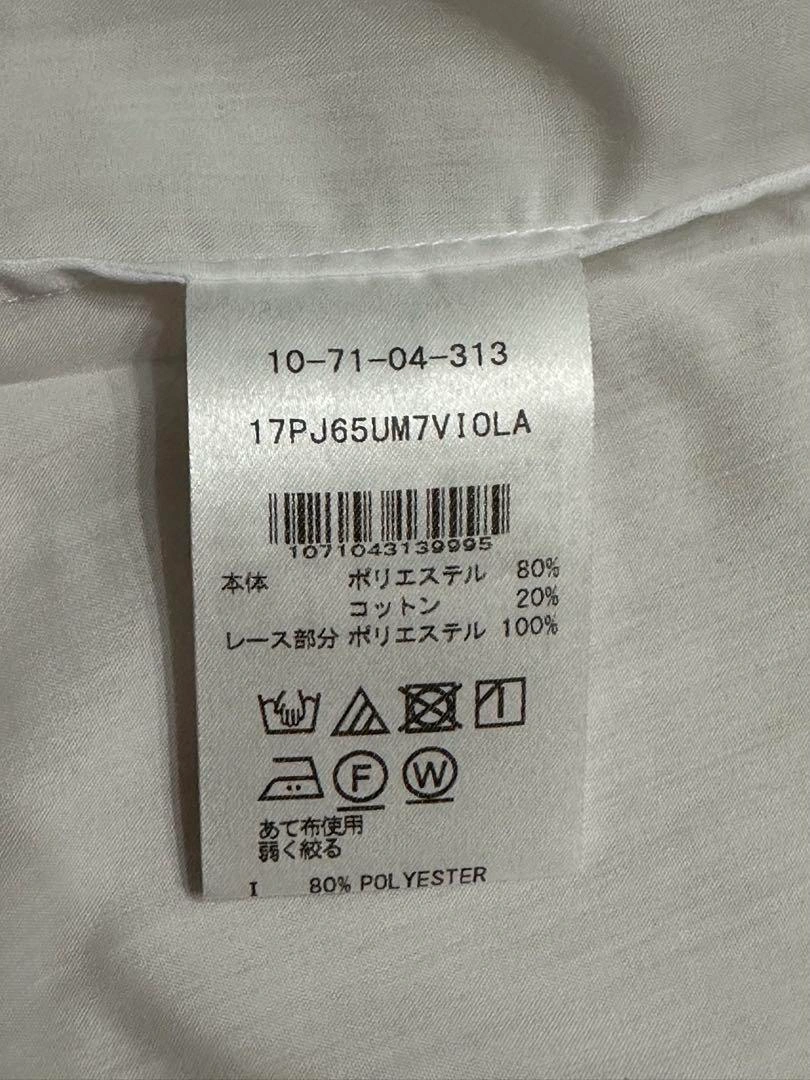 10-71-04-313
17PJ65UM7VIOLA
1071043139995
本体 ポリエステル 80%
コットン 20%
レース部分 ポリエステル 100%
F W
あて布使用
弱く絞る
I 80% POLYESTER